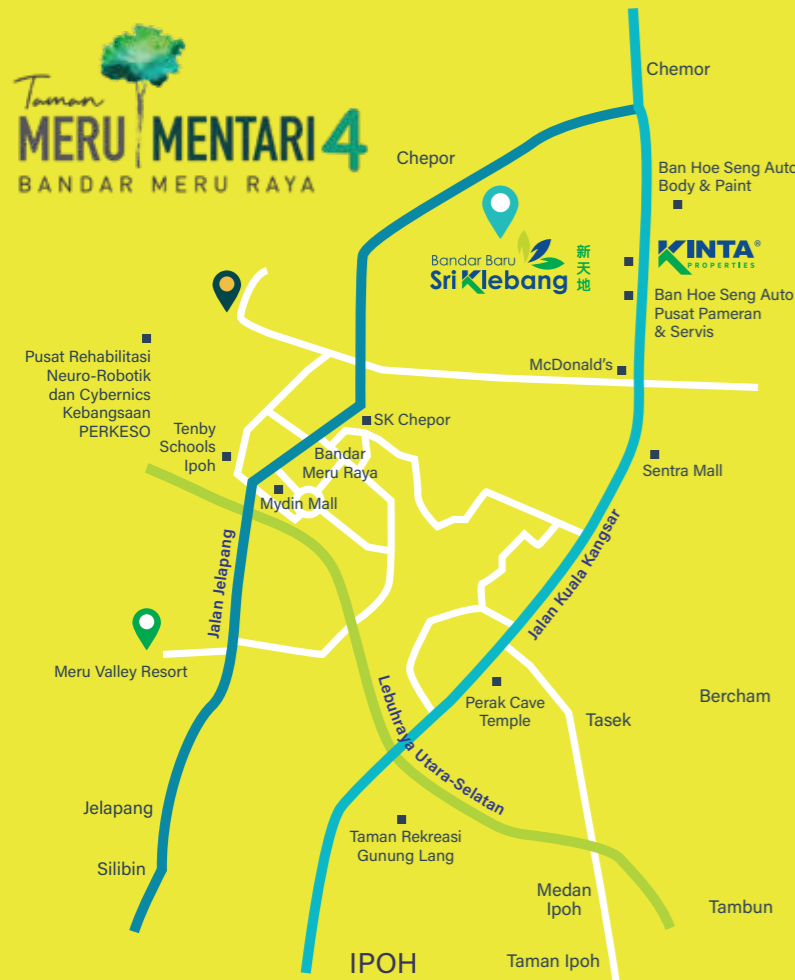 Taman
MERU MENTARI 4
BANDAR MERU RAYA
Chemor
Chepor
Ban Hoe Seng Auto
Body & Paint
Bandar Baru
Sri Klebang
新天地
KINTA®
PROPERTIES
Ban Hoe Seng Auto
Pusat Pameran
& Servis
McDonald's
Pusat Rehabilitasi
Neuro-Robotik
dan Cybernics
Kebangsaan
PERKESO
SK Chepor
Tenby
Schools
Ipoh
Bandar
Meru Raya
Sentra Mall
Mydin Mall
Jalan Jelapang
Jalan Kuala Kangsar
Meru Valley Resort
Lebuhraya Utara-Selatan
Perak Cave
Temple
Tasek
Bercham
Jelapang
Taman Rekreasi
Gunung Lang
Silibin
Medan
Ipoh
Tambun
IPOH
Taman Ipoh